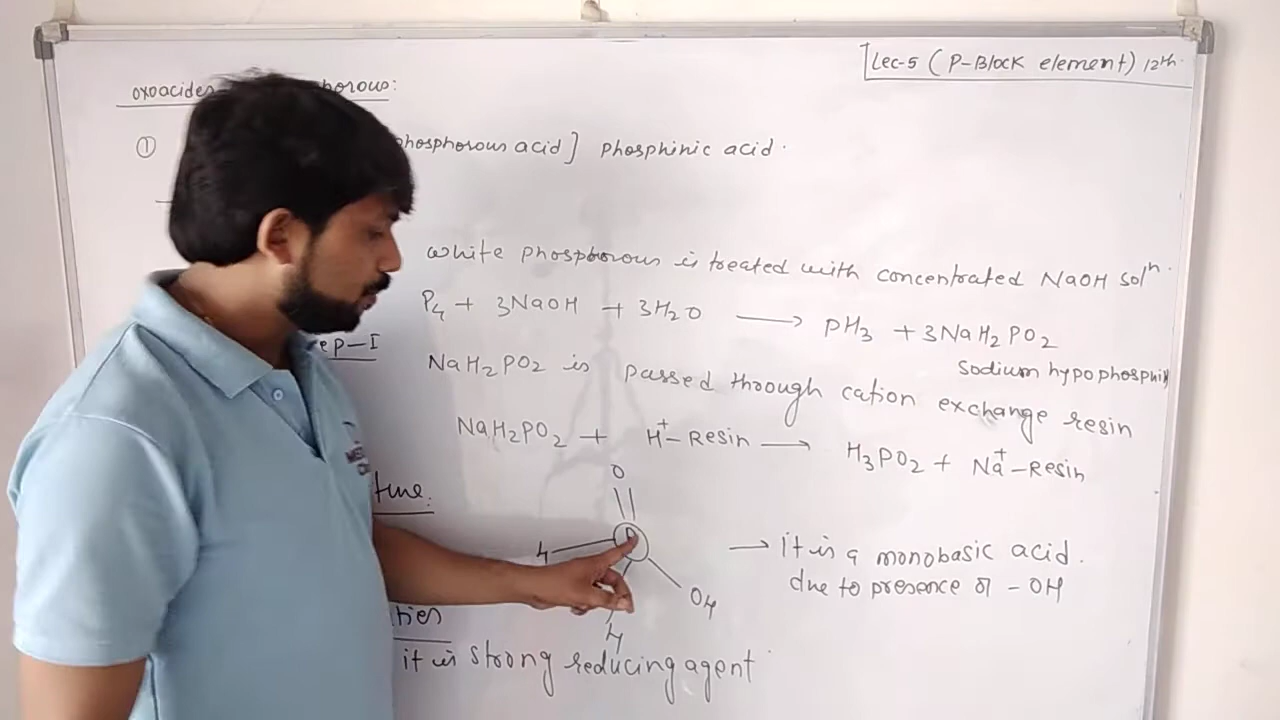 Lec-5 (P-Block element) 12th.
oxoacides horous:
① phosphorous acid] phosphinic acid.
white phosphorous is treated with concentrated NaOH solⁿ.
P₄ + 3NaOH + 3H₂O ⟶ PH₃ + 3NaH₂PO₂
ep-I
sodium hypophosphi
NaH₂PO₂ is passed through cation exchange resin
NaH₂PO₂ + H⁺-Resin ⟶ H₃PO₂ + Na⁺-Resin
O
ture:
P
H
OH
H
→ it is a monobasic acid.
due to presence of -OH
ties
it is strong reducing agent